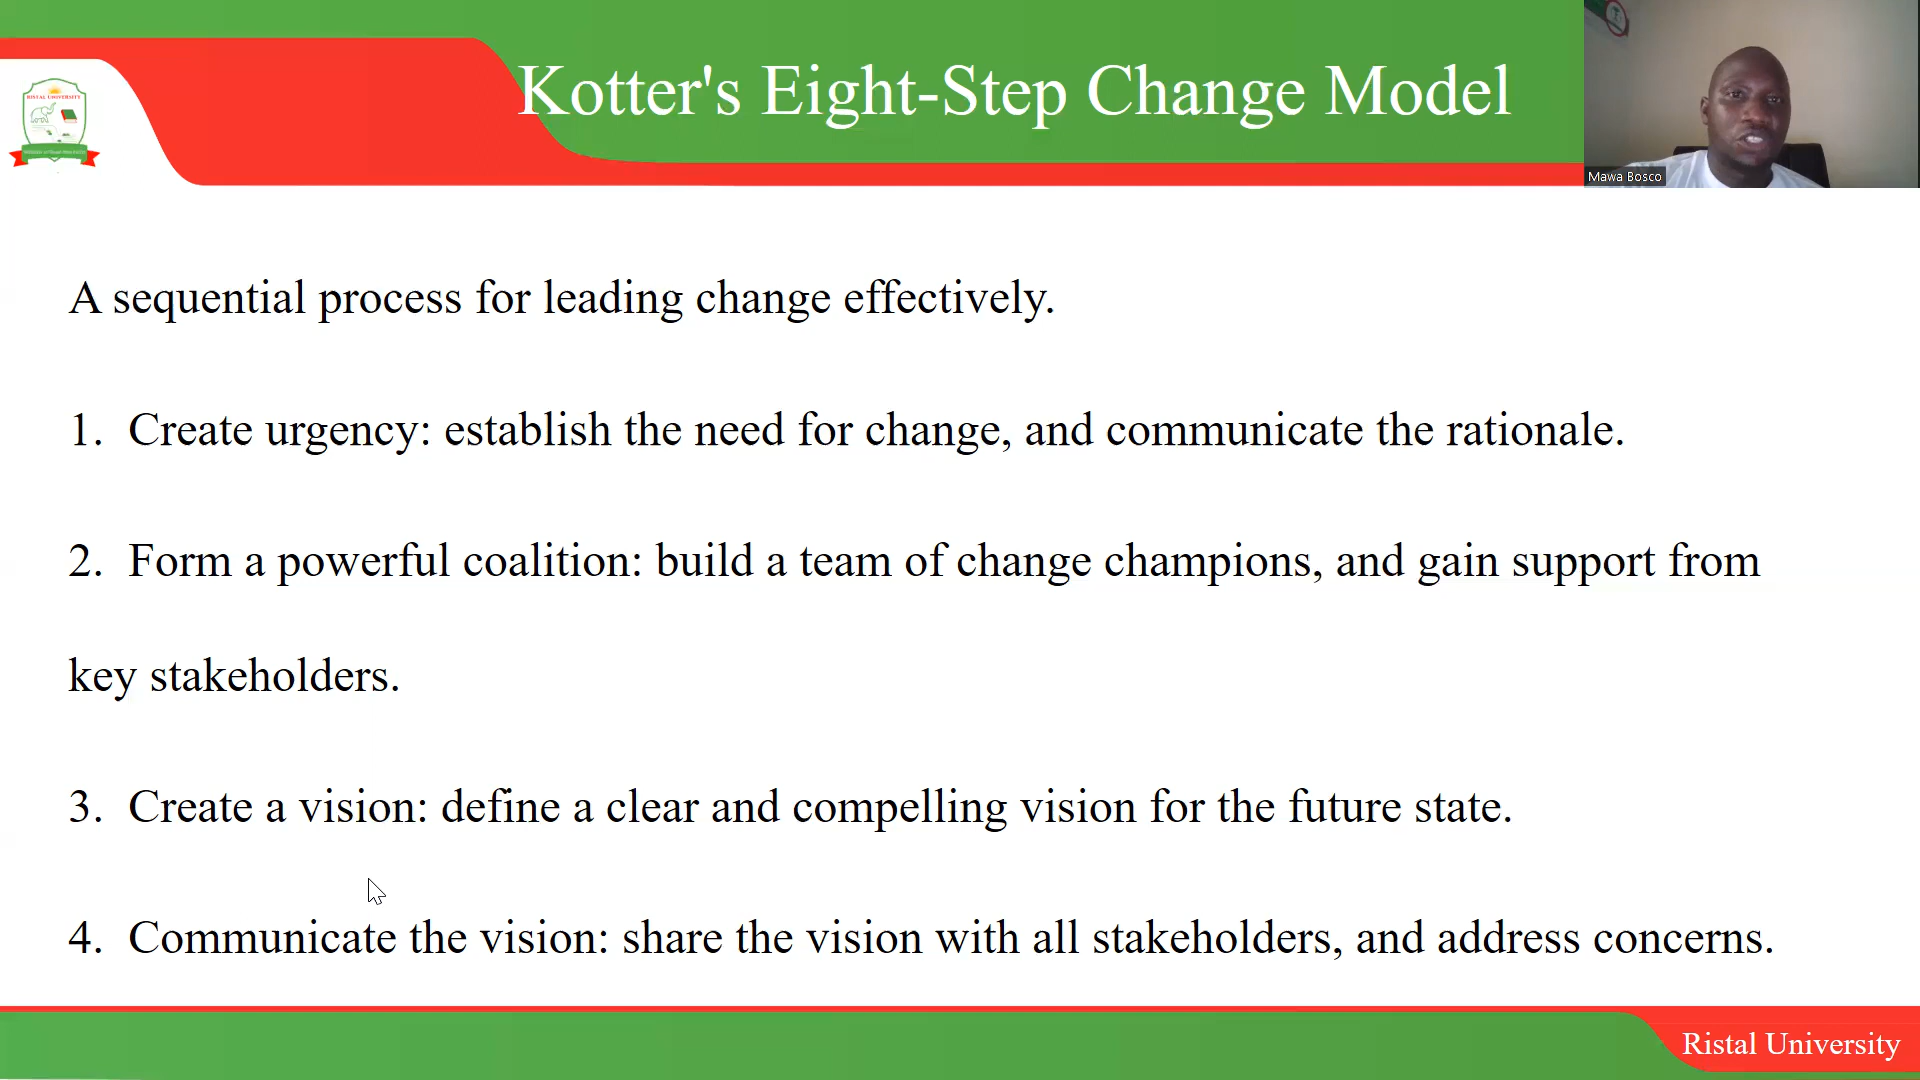 Kotter's Eight-Step Change Model
RISTAL UNIVERSITY
Mawa Bosco
A sequential process for leading change effectively.
1. Create urgency: establish the need for change, and communicate the rationale.
2. Form a powerful coalition: build a team of change champions, and gain support from
key stakeholders.
3. Create a vision: define a clear and compelling vision for the future state.
4. Communicate the vision: share the vision with all stakeholders, and address concerns.
Ristal University